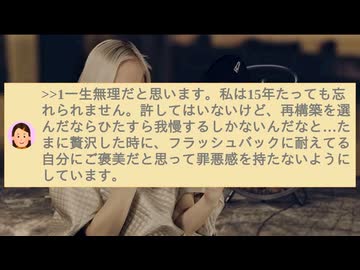 >>1一生無理だと思います。私は15年たっても忘
れられません。許してはいないけど、再構築を選
んだならひたすら我慢するしかないんだなと…た
まに贅沢した時に、フラッシュバックに耐えてる
自分にご褒美だと思って罪悪感を持たないように
しています。